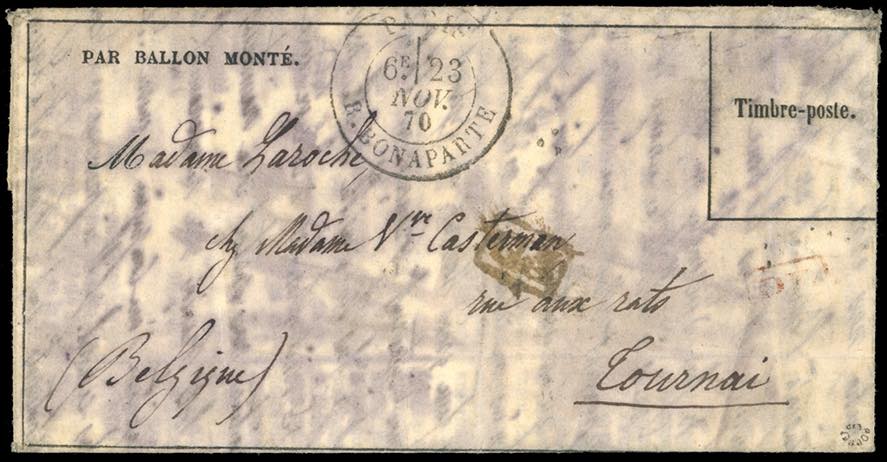 PAR BALLON MONTÉ.
PARIS
6E 23
NOV.
70
R. BONAPARTE
Timbre-poste.
Madame Laroche
chez Madame Vve Casterman
rue aux rats
Tournai
(Belgique)